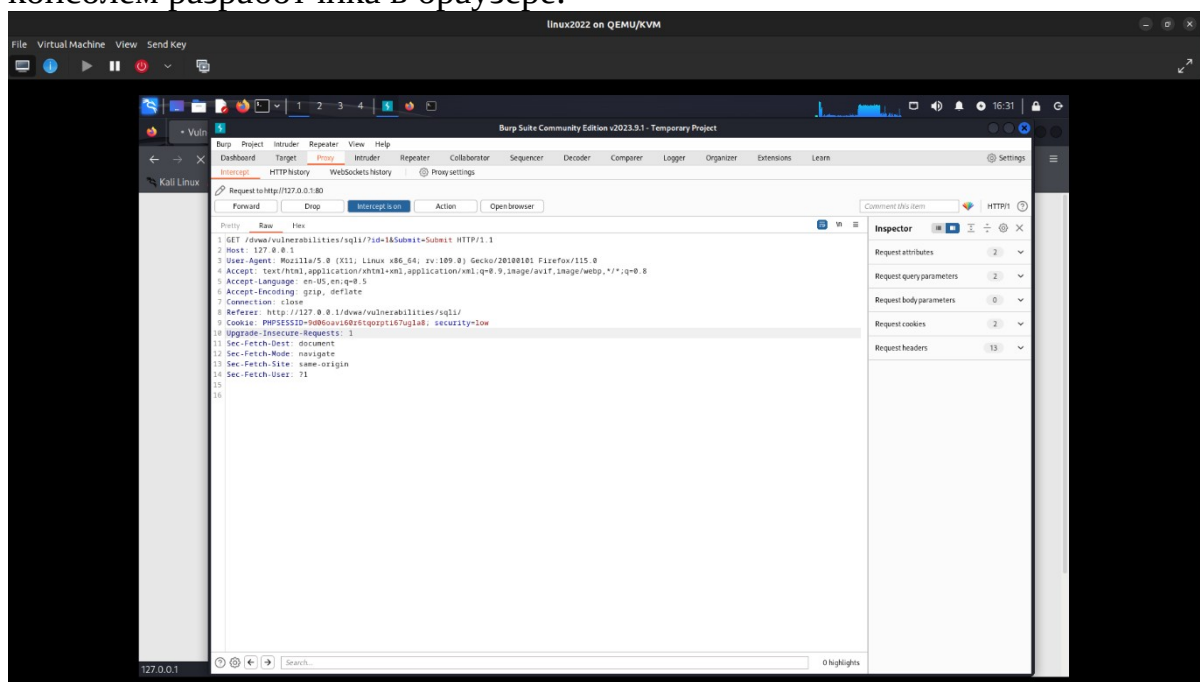 консолем разработчика в браузере.
linux2022 on QEMU/KVM
File Virtual Machine View Send Key
1 2 3 4
16:31
Vuln
Burp Suite Community Edition v2023.9.1 - Temporary Project
Burp Project Intruder Repeater View Help
Dashboard Target Proxy Intruder Repeater Collaborator Sequencer Decoder Comparer Logger Organizer Extensions Learn Settings
Kali Linux
Intercept HTTP history WebSockets history Proxy settings
Request to http://127.0.0.1:80
Forward Drop Intercept is on Action Open browser Comment this item HTTP/1
Pretty Raw Hex \n
Inspector
1 GET /dvwa/vulnerabilities/sqli/?id=1&Submit=Submit HTTP/1.1
2 Host: 127.0.0.1
3 User-Agent: Mozilla/5.0 (X11; Linux x86_64; rv:109.0) Gecko/20100101 Firefox/115.0
4 Accept: text/html,application/xhtml+xml,application/xml;q=0.9,image/avif,image/webp,*/*;q=0.8
5 Accept-Language: en-US,en;q=0.5
6 Accept-Encoding: gzip, deflate
7 Connection: close
8 Referer: http://127.0.0.1/dvwa/vulnerabilities/sqli/
9 Cookie: PHPSESSID=9d06oavi60r6tqorpti67ug1a8; security=low
10 Upgrade-Insecure-Requests: 1
11 Sec-Fetch-Dest: document
12 Sec-Fetch-Mode: navigate
13 Sec-Fetch-Site: same-origin
14 Sec-Fetch-User: ?1
15
16
Request attributes 2
Request query parameters 2
Request body parameters 0
Request cookies 2
Request headers 13
Search...
0 highlights
127.0.0.1